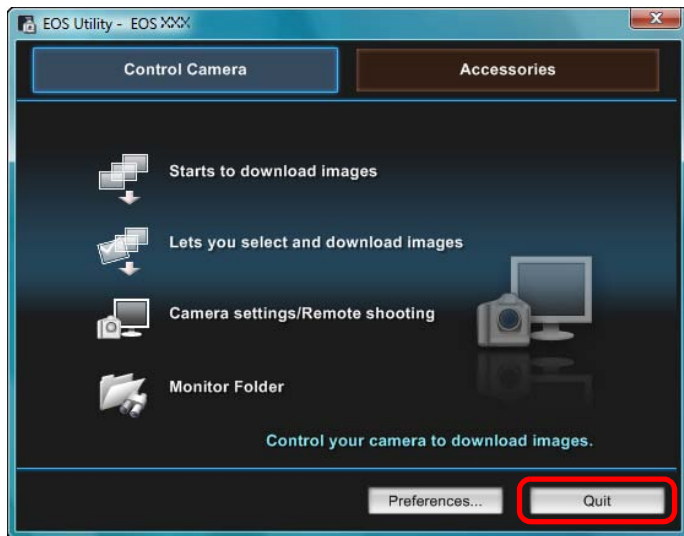 EOS Utility - EOS XXX
Control Camera
Accessories
Starts to download images
Lets you select and download images
Camera settings/Remote shooting
Monitor Folder
Control your camera to download images.
Preferences...
Quit